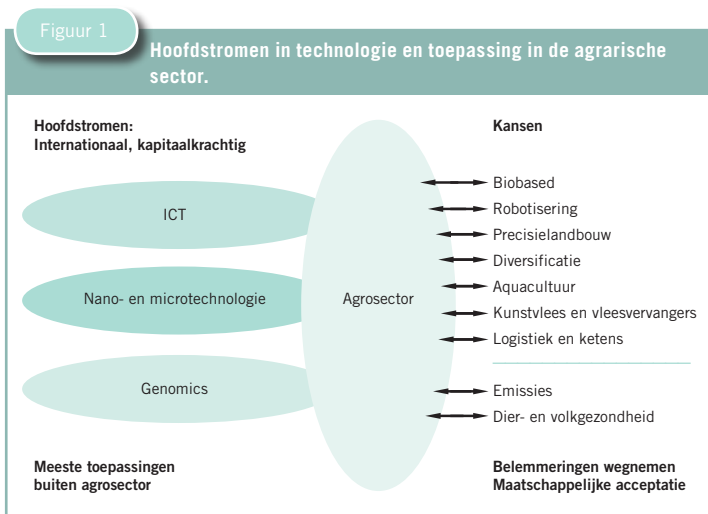 Figuur 1
Hoofdstromen in technologie en toepassing in de agrarische
sector.
Hoofdstromen:
Internationaal, kapitaalkrachtig
ICT
Nano- en microtechnologie
Genomics
Meeste toepassingen
buiten agrosector
Agrosector
Kansen
Biobased
Robotisering
Precisielandbouw
Diversificatie
Aquacultuur
Kunstvlees en vleesvervangers
Logistiek en ketens
Emissies
Dier- en volkgezondheid
Belemmeringen wegnemen
Maatschappelijke acceptatie